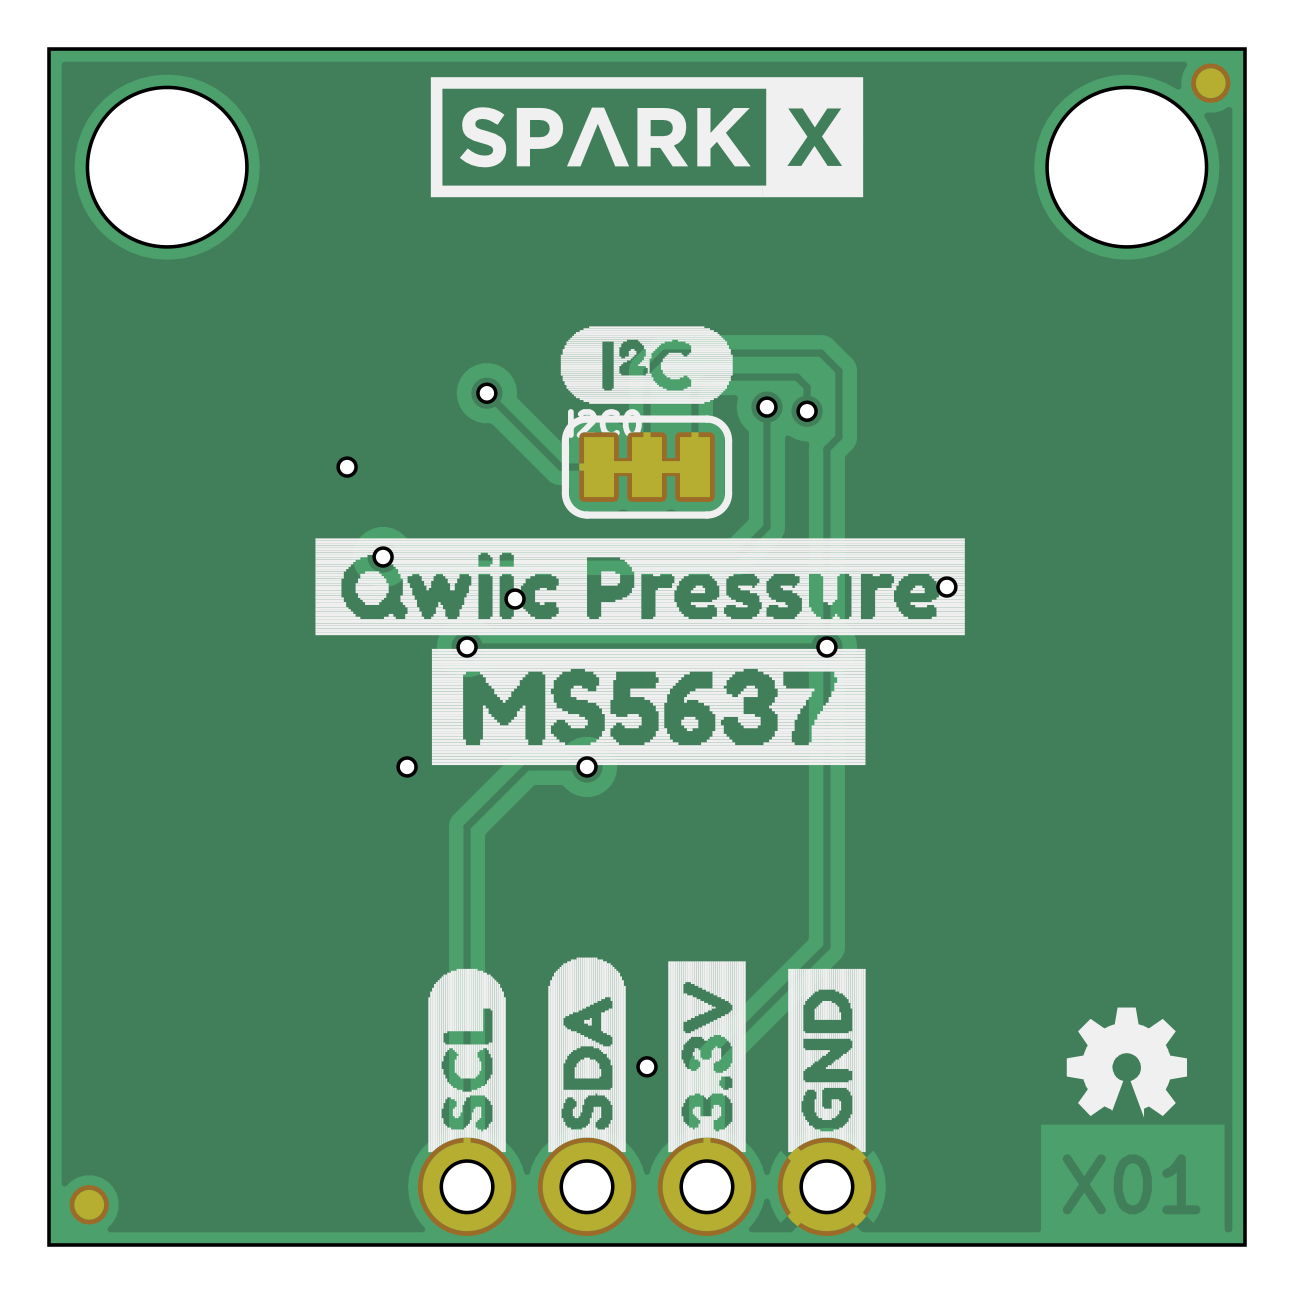 SPARK X
I²C
Qwiic Pressure
MS5637
SCL
SDA
3.3V
GND
X01